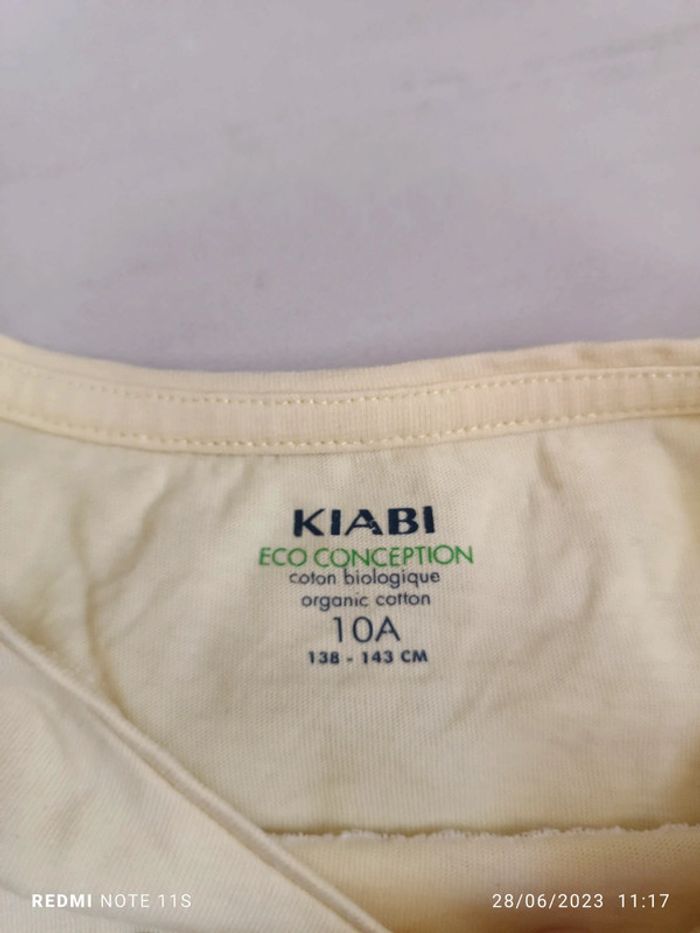 KIABI
ECO CONCEPTION
coton biologique
organic cotton
10A
138 - 143 CM
REDMI NOTE 11S
28/06/2023 11:17